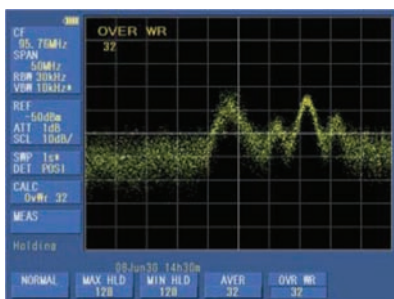 CF
95.76MHz
SPAN
50MHz
RBW 30kHz
VBW 10kHz*
REF
-50dBm
ATT 1dB
SCL 10dB/
SWP 1s*
DET POSI
CALC
OvWr 32
MEAS
Holding
OVER WR
32
08Jun30 14h30m
NORMAL
MAX HLD
128
MIN HLD
128
AVER
32
OVR WR
32